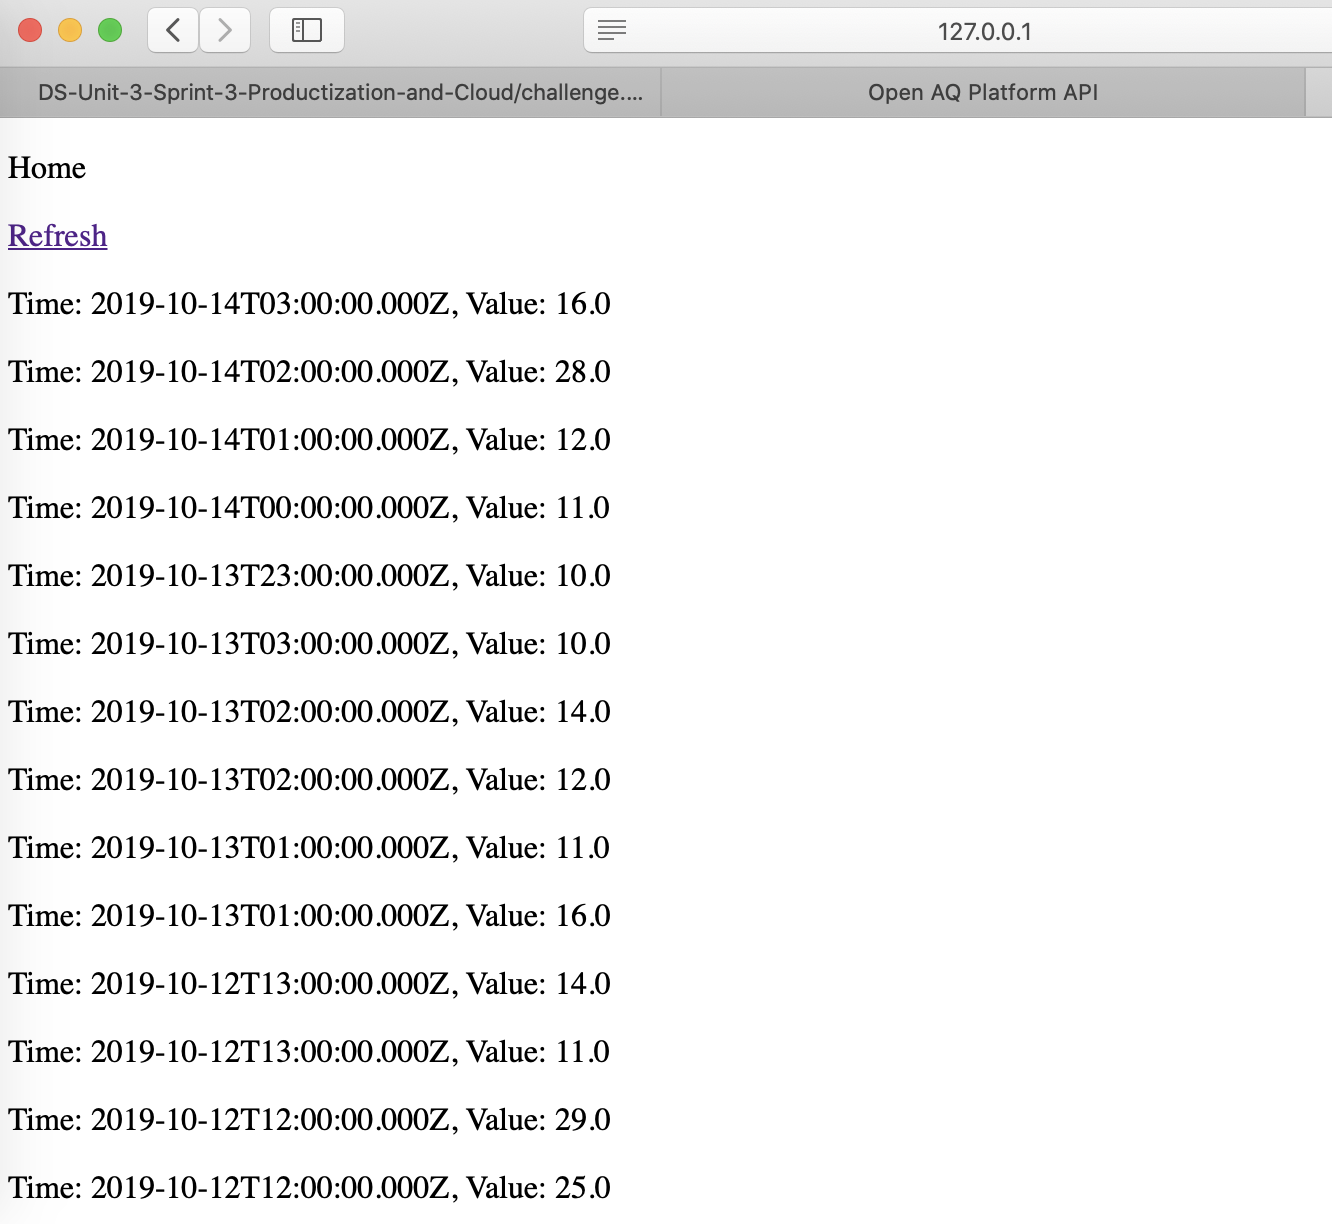 127.0.0.1
DS-Unit-3-Sprint-3-Productization-and-Cloud/challenge....
Open AQ Platform API
Home
Refresh
Time: 2019-10-14T03:00:00.000Z, Value: 16.0
Time: 2019-10-14T02:00:00.000Z, Value: 28.0
Time: 2019-10-14T01:00:00.000Z, Value: 12.0
Time: 2019-10-14T00:00:00.000Z, Value: 11.0
Time: 2019-10-13T23:00:00.000Z, Value: 10.0
Time: 2019-10-13T03:00:00.000Z, Value: 10.0
Time: 2019-10-13T02:00:00.000Z, Value: 14.0
Time: 2019-10-13T02:00:00.000Z, Value: 12.0
Time: 2019-10-13T01:00:00.000Z, Value: 11.0
Time: 2019-10-13T01:00:00.000Z, Value: 16.0
Time: 2019-10-12T13:00:00.000Z, Value: 14.0
Time: 2019-10-12T13:00:00.000Z, Value: 11.0
Time: 2019-10-12T12:00:00.000Z, Value: 29.0
Time: 2019-10-12T12:00:00.000Z, Value: 25.0